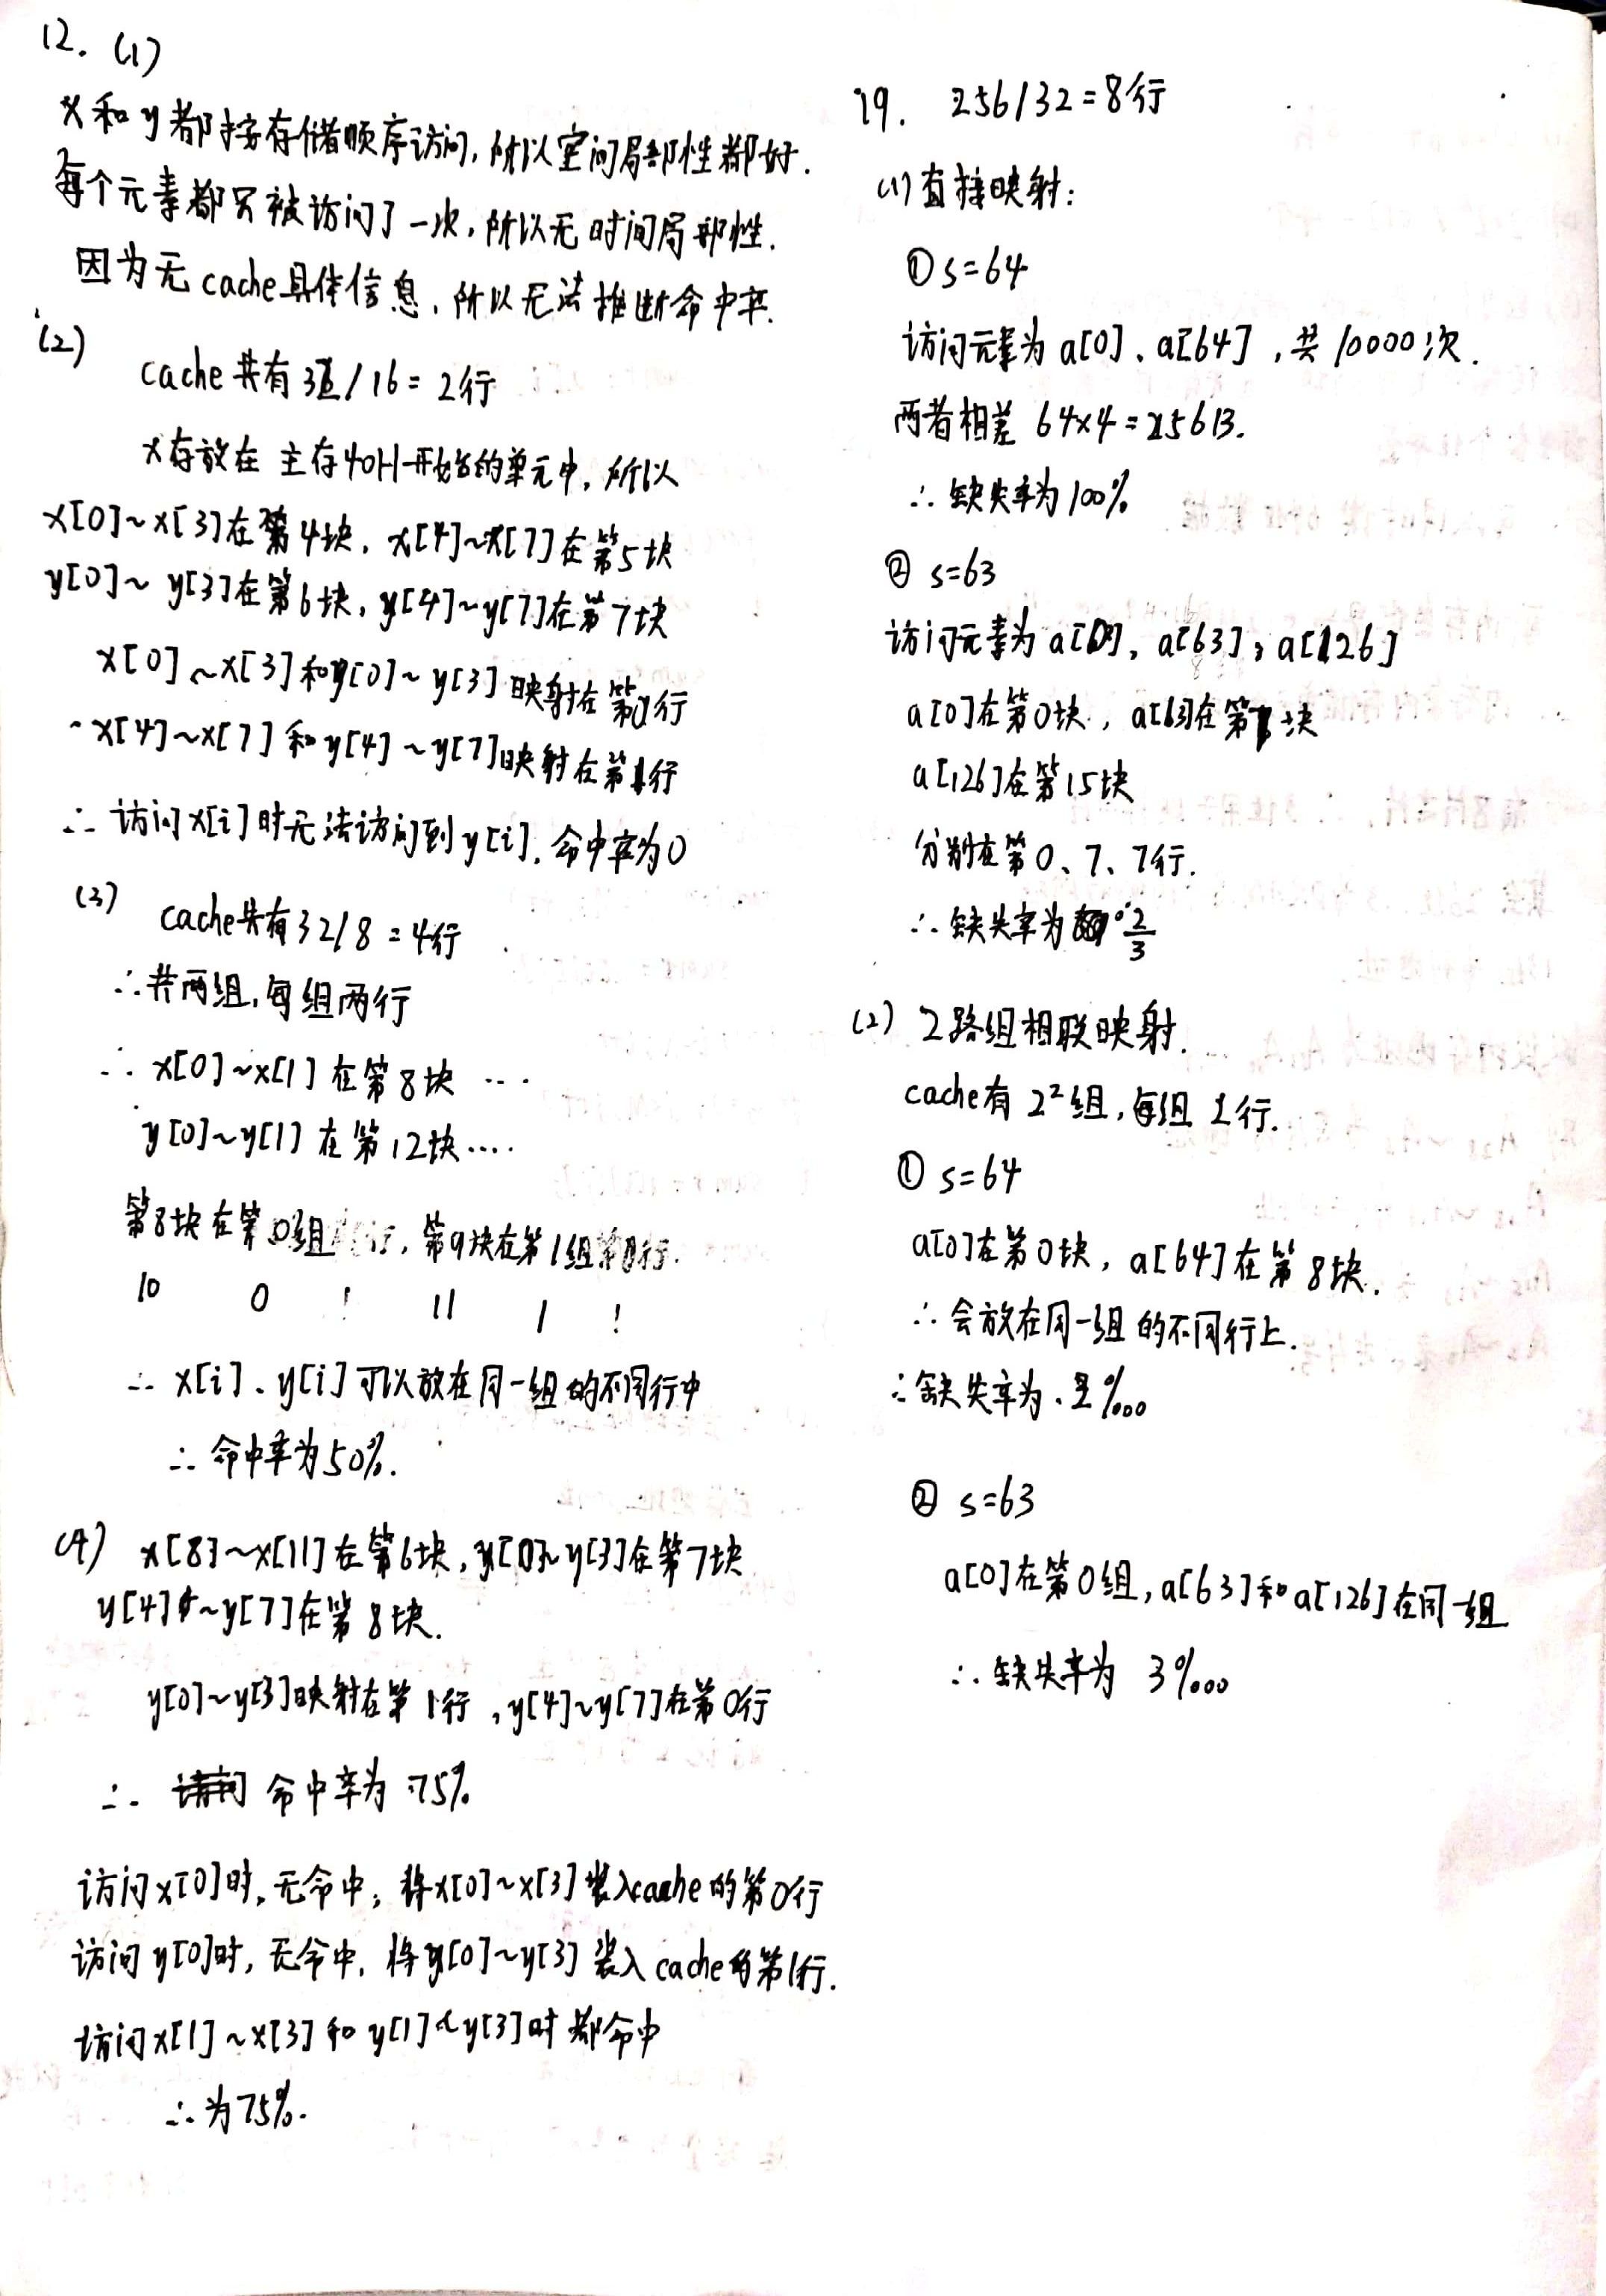 12. (1)
x和y都按存储顺序访问,所以空间局部性都好.
每个元素都只被访问了一次,所以无时间局部性.
因为无cache具体信息,所以无法推断命中率.
(2)
cache共有32/16=2行
x存放在主存40H开始的单元中,所以
x[0]~x[3]在第4块,x[4]~x[7]在第5块
y[0]~y[3]在第6块,y[4]~y[7]在第7块
x[0]~x[3]和y[0]~y[3]映射在第0行
x[4]~x[7]和y[4]~y[7]映射在第1行
∴访问x[i]时无法访问到y[i],命中率为0
(3) cache共有32/8=4行
∴共两组,每组两行
∴x[0]~x[1]在第8块…
y[0]~y[1]在第12块….
第8块在第0组,第9块在第1组
10 0 11 1
∴x[i]、y[i]可以放在同一组的不同行中
∴命中率为50%.
(4) x[8]~x[11]在第6块,y[0]~y[3]在第7块
y[4]~y[7]在第8块.
y[0]~y[3]映射在第1行,y[4]~y[7]在第0行
∴命中率为75%
访问x[0]时,无命中,将x[0]~x[3]装入cache的第0行
访问y[0]时,无命中,将y[0]~y[3]装入cache的第1行.
访问x[1]~x[3]和y[1]~y[3]时都命中
∴为75%.
19. 256/32=8行
(1)直接映射:
①s=64
访问元素为a[0]、a[64],共10000次.
两者相差64×4=256B.
∴缺失率为100%
② s=63
访问元素为a[0],a[63],a[126]
a[0]在第0块,a[63]在第7块
a[126]在第15块
分别在第0、7、7行.
∴缺失率为2/3
(2) 2路组相联映射.
cache有2²组,每组2行.
① s=64
a[0]在第0块,a[64]在第8块.
∴会放在同一组的不同行上.
∴缺失率为2‱
② s=63
a[0]在第0组,a[63]和a[126]在同一组
∴缺失率为 3‱